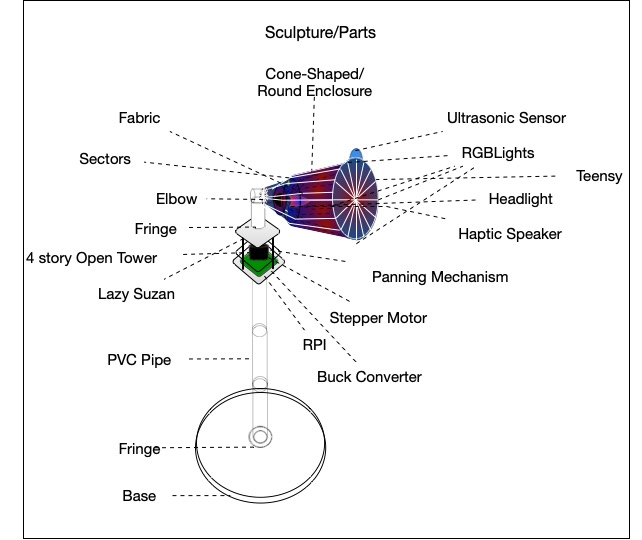 Sculpture/Parts
Cone-Shaped/
Round Enclosure
Fabric
Ultrasonic Sensor
Sectors
RGBLights
Teensy
Elbow
Headlight
Fringe
Haptic Speaker
4 story Open Tower
Panning Mechanism
Lazy Suzan
Stepper Motor
RPI
PVC Pipe
Buck Converter
Fringe
Base